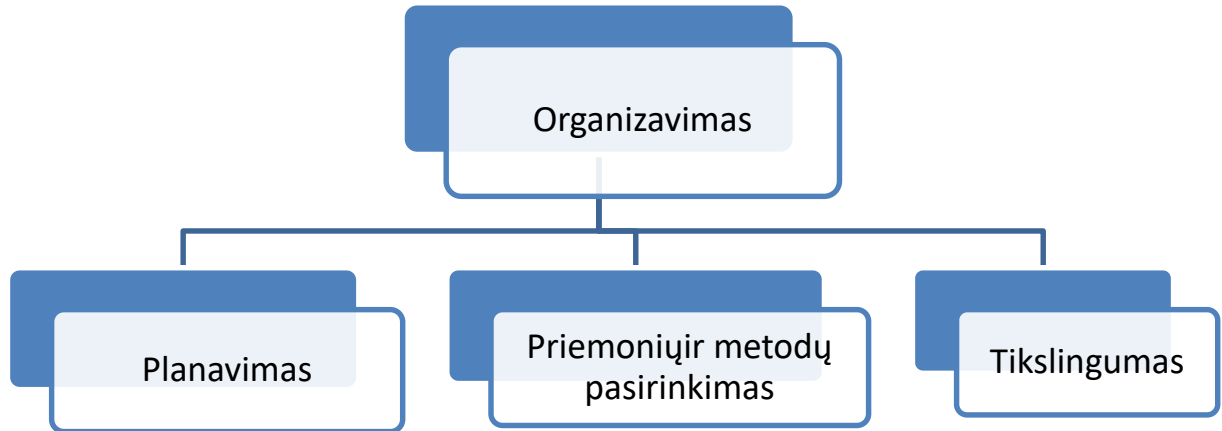 Organizavimas
Planavimas
Priemoniųir metodų
pasirinkimas
Tikslingumas